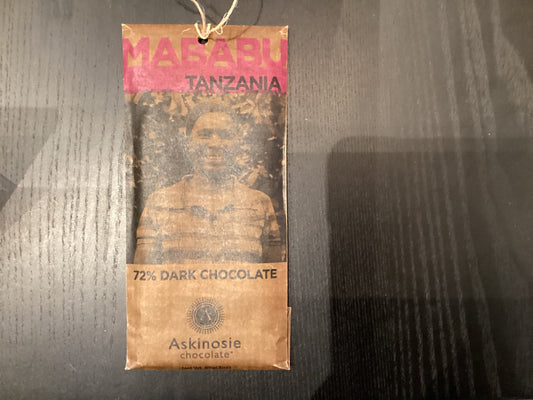 MABABU
TANZANIA
72% DARK CHOCOLATE
Askinosie
chocolate®